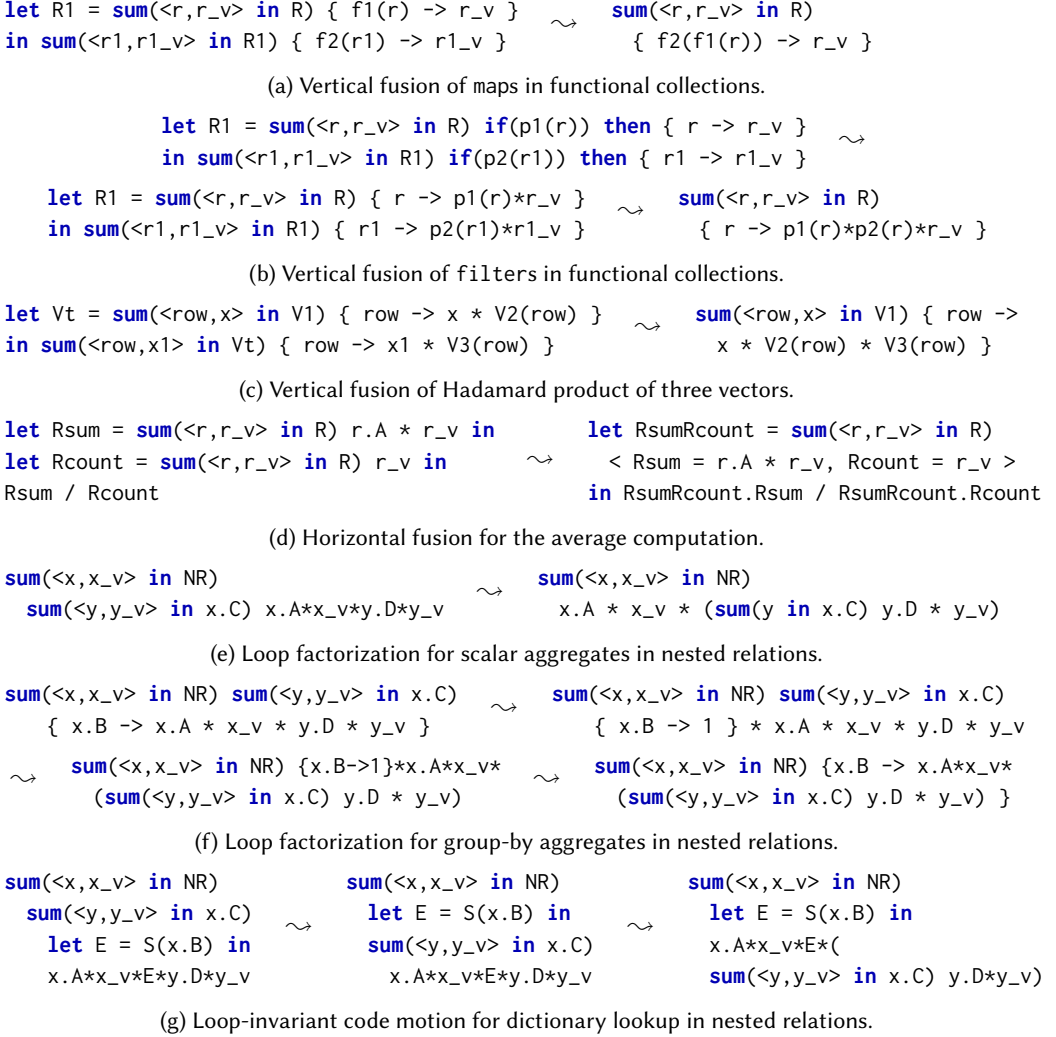 let R1 = sum(<r,r_v> in R) { f1(r) -> r_v } ⤳ sum(<r,r_v> in R)
in sum(<r1,r1_v> in R1) { f2(r1) -> r1_v } { f2(f1(r)) -> r_v }
(a) Vertical fusion of maps in functional collections.
let R1 = sum(<r,r_v> in R) if(p1(r)) then { r -> r_v } ⤳
in sum(<r1,r1_v> in R1) if(p2(r1)) then { r1 -> r1_v }
let R1 = sum(<r,r_v> in R) { r -> p1(r)*r_v } ⤳ sum(<r,r_v> in R)
in sum(<r1,r1_v> in R1) { r1 -> p2(r1)*r1_v } { r -> p1(r)*p2(r)*r_v }
(b) Vertical fusion of filters in functional collections.
let Vt = sum(<row,x> in V1) { row -> x * V2(row) } ⤳ sum(<row,x> in V1) { row ->
in sum(<row,x1> in Vt) { row -> x1 * V3(row) } x * V2(row) * V3(row) }
(c) Vertical fusion of Hadamard product of three vectors.
let Rsum = sum(<r,r_v> in R) r.A * r_v in let RsumRcount = sum(<r,r_v> in R)
let Rcount = sum(<r,r_v> in R) r_v in ⤳ < Rsum = r.A * r_v, Rcount = r_v >
Rsum / Rcount in RsumRcount.Rsum / RsumRcount.Rcount
(d) Horizontal fusion for the average computation.
sum(<x,x_v> in NR) ⤳ sum(<x,x_v> in NR)
sum(<y,y_v> in x.C) x.A*x_v*y.D*y_v x.A * x_v * (sum(y in x.C) y.D * y_v)
(e) Loop factorization for scalar aggregates in nested relations.
sum(<x,x_v> in NR) sum(<y,y_v> in x.C) ⤳ sum(<x,x_v> in NR) sum(<y,y_v> in x.C)
{ x.B -> x.A * x_v * y.D * y_v } { x.B -> 1 } * x.A * x_v * y.D * y_v
⤳ sum(<x,x_v> in NR) {x.B->1}*x.A*x_v* ⤳ sum(<x,x_v> in NR) {x.B -> x.A*x_v*
(sum(<y,y_v> in x.C) y.D * y_v) (sum(<y,y_v> in x.C) y.D * y_v) }
(f) Loop factorization for group-by aggregates in nested relations.
sum(<x,x_v> in NR) sum(<x,x_v> in NR) sum(<x,x_v> in NR)
sum(<y,y_v> in x.C) ⤳ let E = S(x.B) in ⤳ let E = S(x.B) in
let E = S(x.B) in sum(<y,y_v> in x.C) x.A*x_v*E*(
x.A*x_v*E*y.D*y_v x.A*x_v*E*y.D*y_v sum(<y,y_v> in x.C) y.D*y_v)
(g) Loop-invariant code motion for dictionary lookup in nested relations.